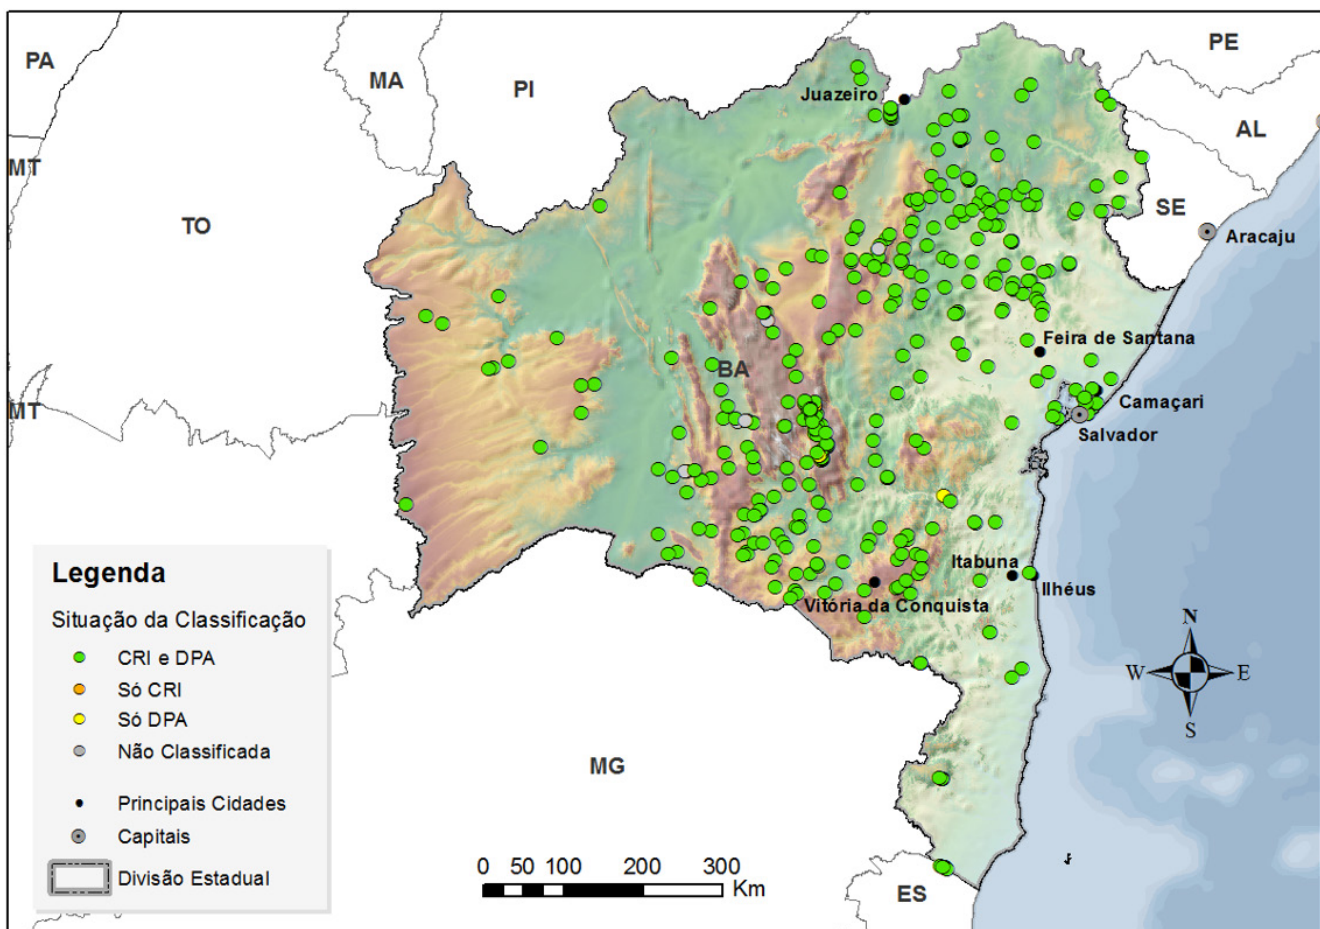 PA
MA
PI
PE
Juazeiro
AL
MT
TO
SE
Aracaju
Feira de Santana
BA
MT
Camaçari
Salvador
Legenda
Situação da Classificação
CRI e DPA
Só CRI
Só DPA
Não Classificada
Principais Cidades
Capitais
Divisão Estadual
Itabuna
Ilhéus
Vitória da Conquista
N
W
E
S
MG
0 50 100 200 300
Km
ES